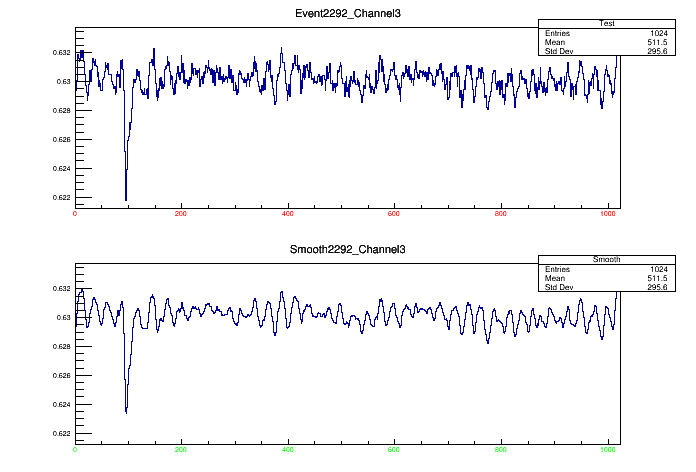 Event2292_Channel3
Test
Entries 1024
Mean 511.5
Std Dev 295.6
0.632
0.63
0.628
0.626
0.624
0.622
0 200 400 600 800 1000
Smooth2292_Channel3
Smooth
Entries 1024
Mean 511.5
Std Dev 295.6
0.632
0.63
0.628
0.626
0.624
0.622
0 200 400 600 800 1000